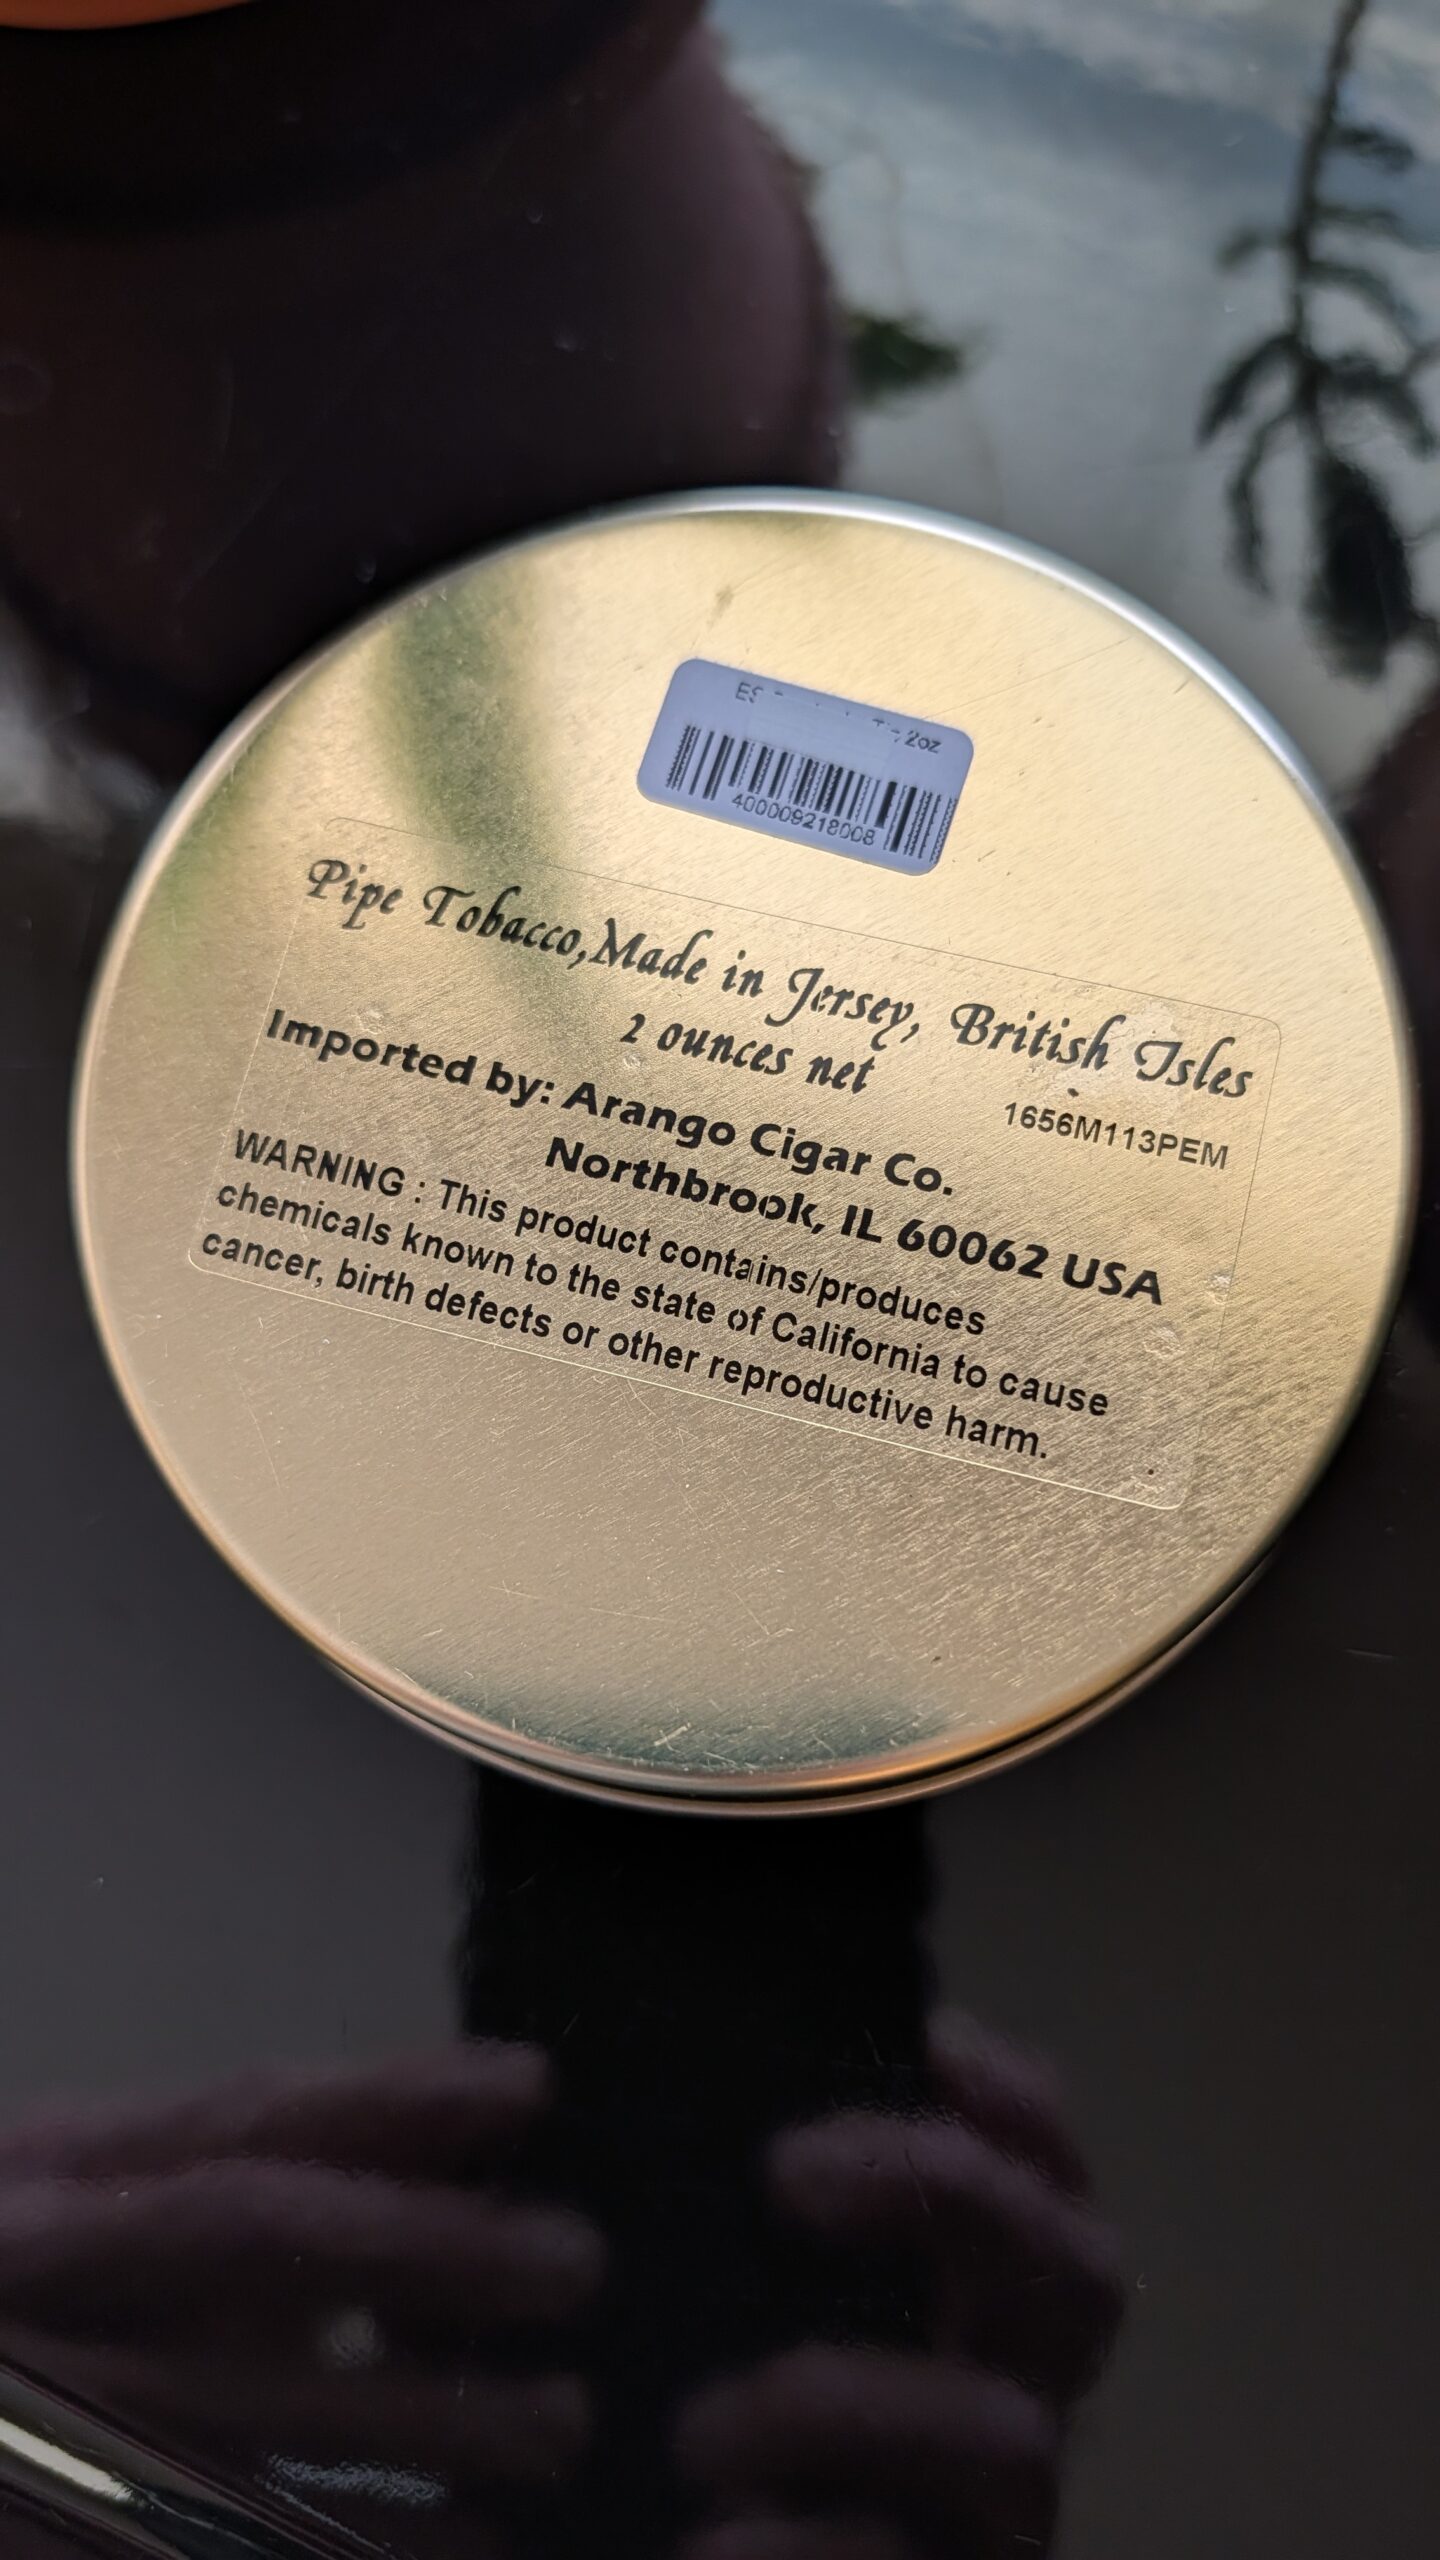 2oz
400009218008
Pipe Tobacco,Made in Jersey, British Isles
2 ounces net
1656M113PEM
Imported by: Arango Cigar Co.
Northbrook, IL 60062 USA
WARNING : This product contains/produces
chemicals known to the state of California to cause
cancer, birth defects or other reproductive harm.